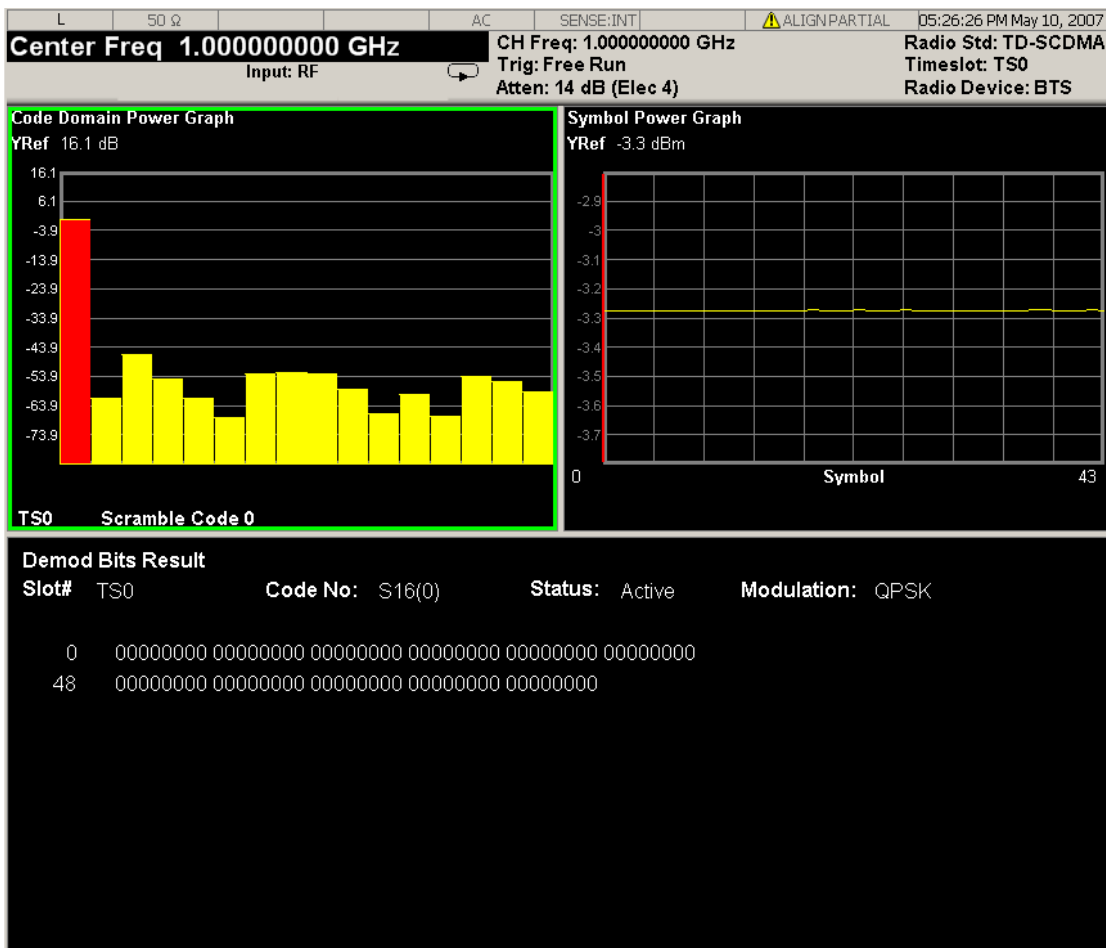 L 50 Ω AC SENSE:INT ALIGN PARTIAL 05:26:26 PM May 10, 2007
Center Freq 1.000000000 GHz
Input: RF
CH Freq: 1.000000000 GHz
Trig: Free Run
Atten: 14 dB (Elec 4)
Radio Std: TD-SCDMA
Timeslot: TS0
Radio Device: BTS
Code Domain Power Graph
YRef 16.1 dB
16.1
6.1
-3.9
-13.9
-23.9
-33.9
-43.9
-53.9
-63.9
-73.9
TS0 Scramble Code 0
Symbol Power Graph
YRef -3.3 dBm
-2.9
-3
-3.1
-3.2
-3.3
-3.4
-3.5
-3.6
-3.7
0 Symbol 43
Demod Bits Result
Slot# TS0 Code No: S16(0) Status: Active Modulation: QPSK
0 00000000 00000000 00000000 00000000 00000000 00000000
48 00000000 00000000 00000000 00000000 00000000